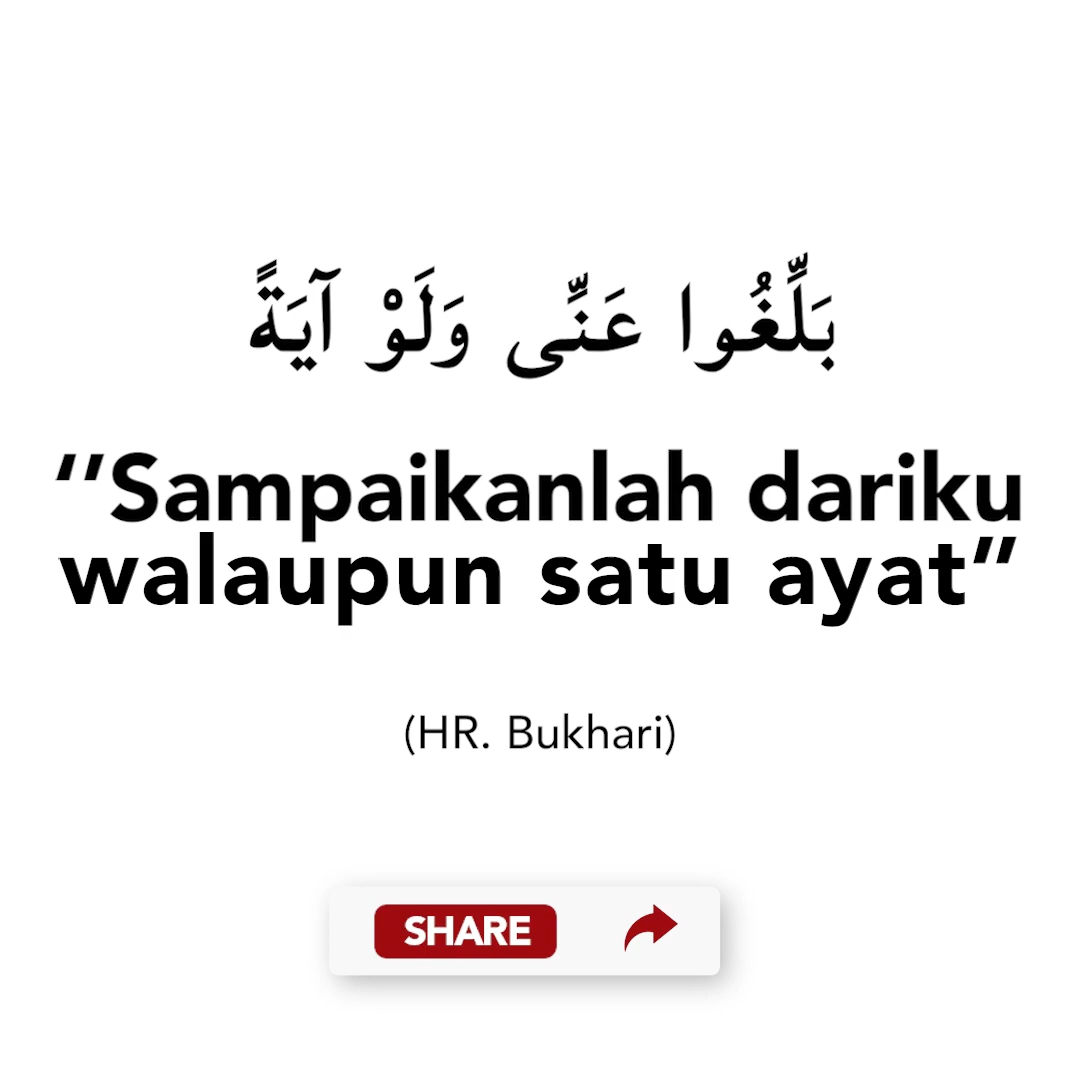 بَلِّغُوا عَنِّى وَلَوْ آيَةً
‘‘Sampaikanlah dariku
walaupun satu ayat”
(HR. Bukhari)
SHARE